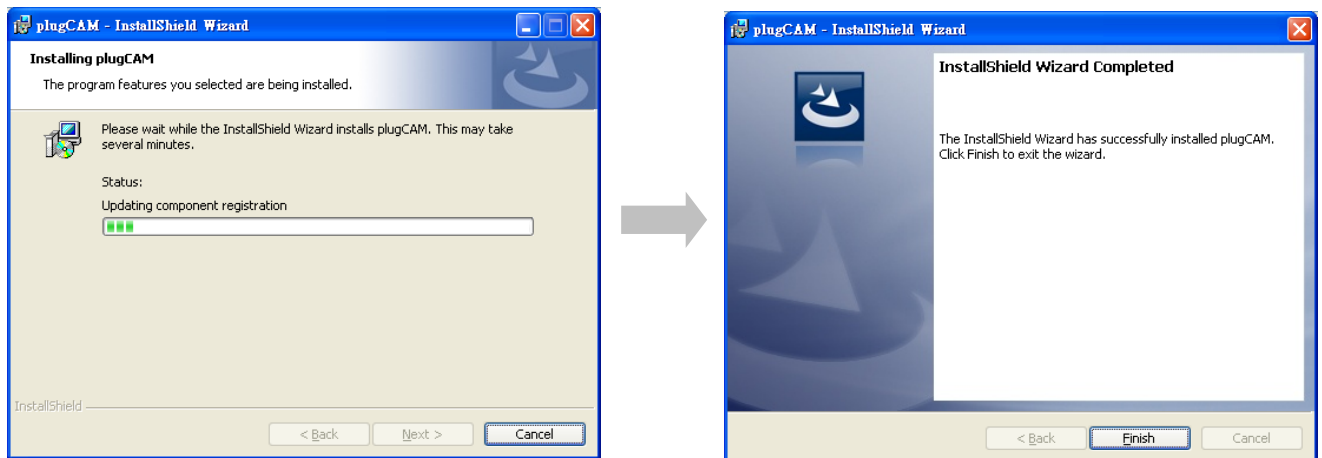 plugCAM - InstallShield Wizard
Installing plugCAM
The program features you selected are being installed.
Please wait while the InstallShield Wizard installs plugCAM. This may take
several minutes.
Status:
Updating component registration
InstallShield
< Back
Next >
Cancel
plugCAM - InstallShield Wizard
InstallShield Wizard Completed
The InstallShield Wizard has successfully installed plugCAM.
Click Finish to exit the wizard.
< Back
Finish
Cancel